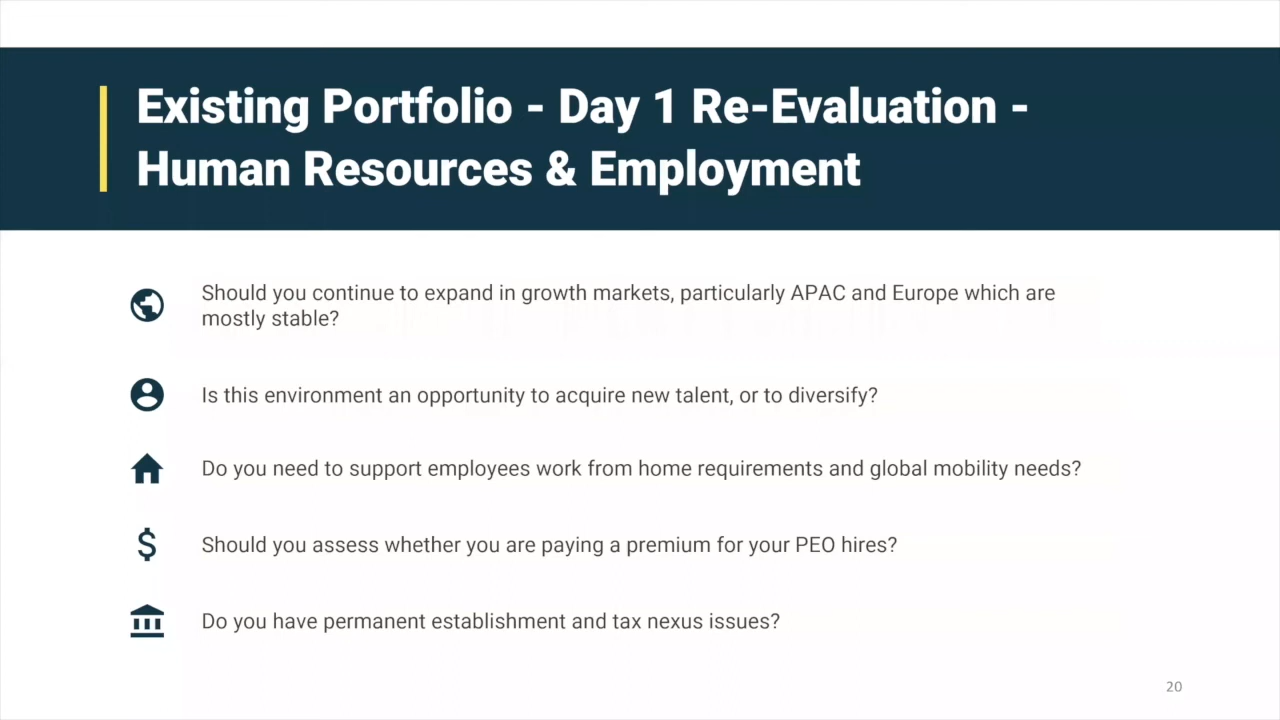 Existing Portfolio - Day 1 Re-Evaluation -
Human Resources & Employment
Should you continue to expand in growth markets, particularly APAC and Europe which are
mostly stable?
Is this environment an opportunity to acquire new talent, or to diversify?
Do you need to support employees work from home requirements and global mobility needs?
Should you assess whether you are paying a premium for your PEO hires?
Do you have permanent establishment and tax nexus issues?
20